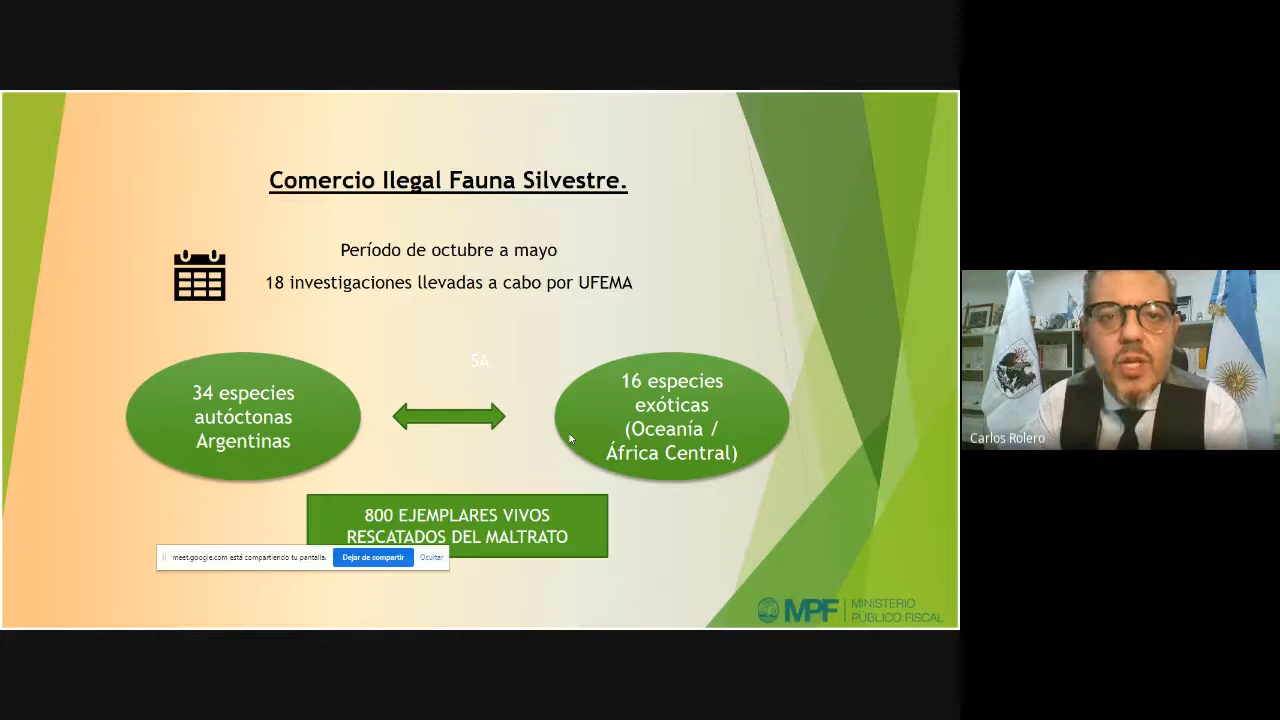 Comercio Ilegal Fauna Silvestre.
Período de octubre a mayo
18 investigaciones llevadas a cabo por UFEMA
SA
34 especies
autóctonas
Argentinas
16 especies
exóticas
(Oceanía /
África Central)
800 EJEMPLARES VIVOS
RESCATADOS DEL MALTRATO
meet.google.com está compartiendo tu pantalla.
Dejar de compartir
Ocultar
MPF
MINISTERIO
PÚBLICO FISCAL
Carlos Rolero